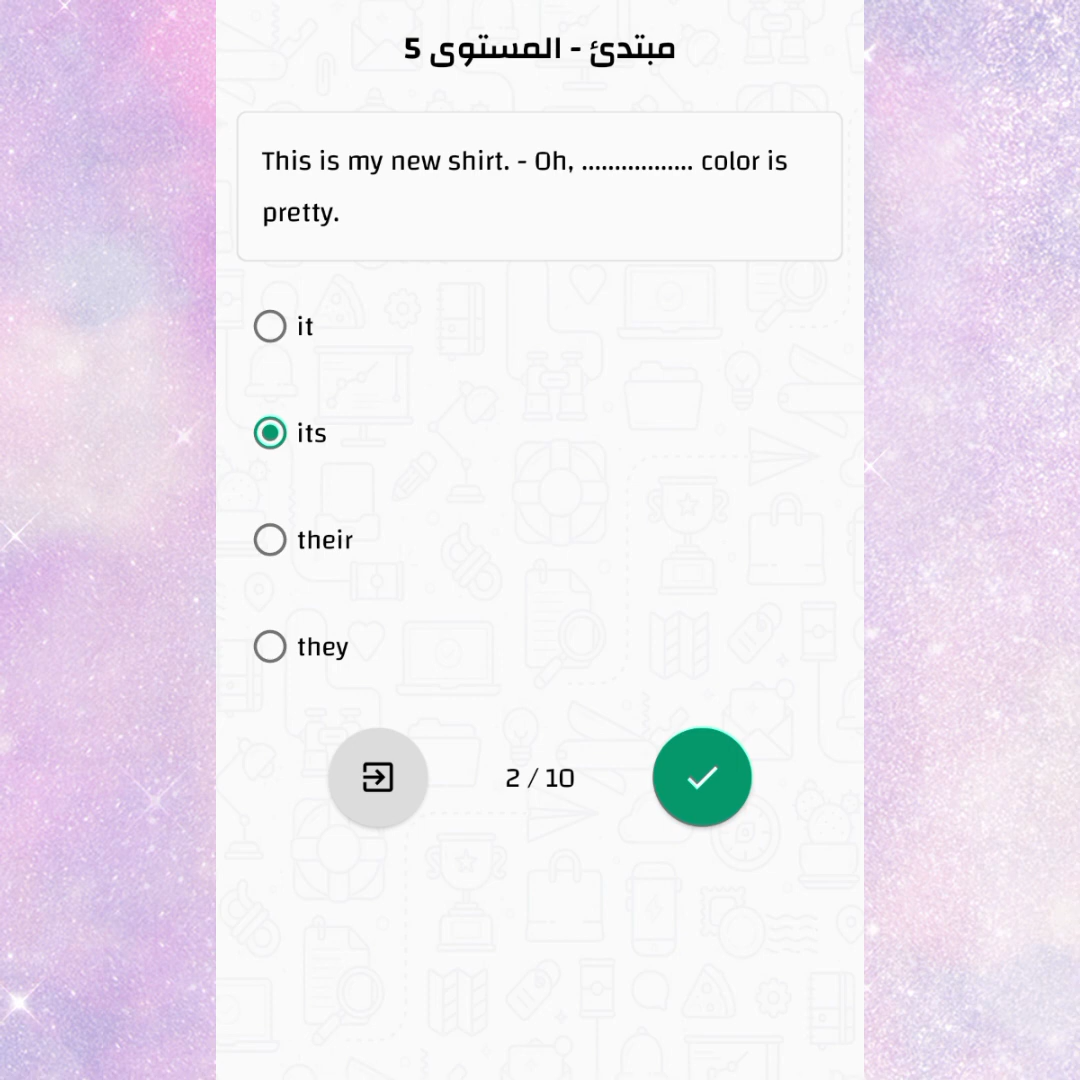 مبتدئ - المستوى 5
This is my new shirt. - Oh, ................. color is
pretty.
it
its
their
they
2 / 10